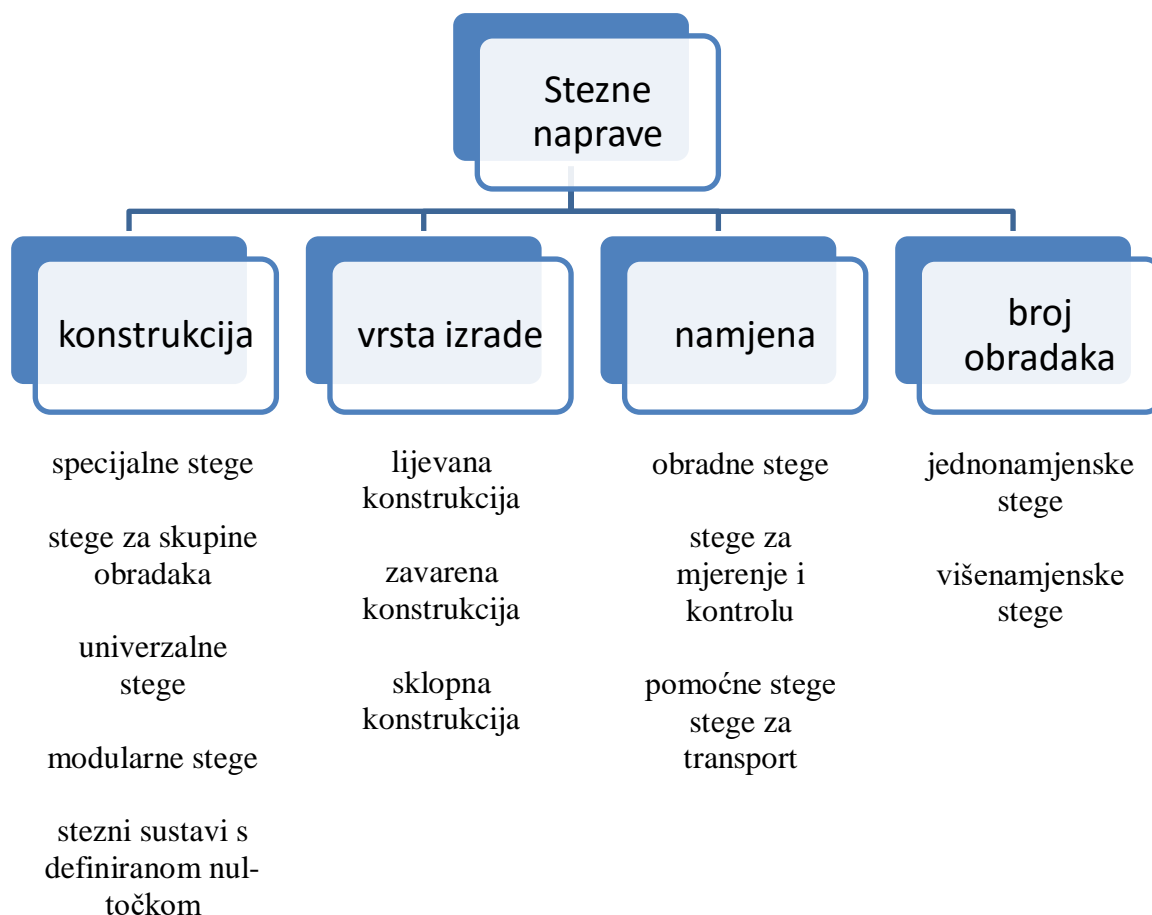 Stezne
naprave
konstrukcija
vrsta izrade
namjena
broj
obradaka
specijalne stege
stege za skupine
obradaka
univerzalne
stege
modularne stege
stezni sustavi s
definiranom nul-
točkom
lijevana
konstrukcija
zavarena
konstrukcija
sklopna
konstrukcija
obradne stege
stege za
mjerenje i
kontrolu
pomoćne stege
stege za
transport
jednonamjenske
stege
višenamjenske
stege